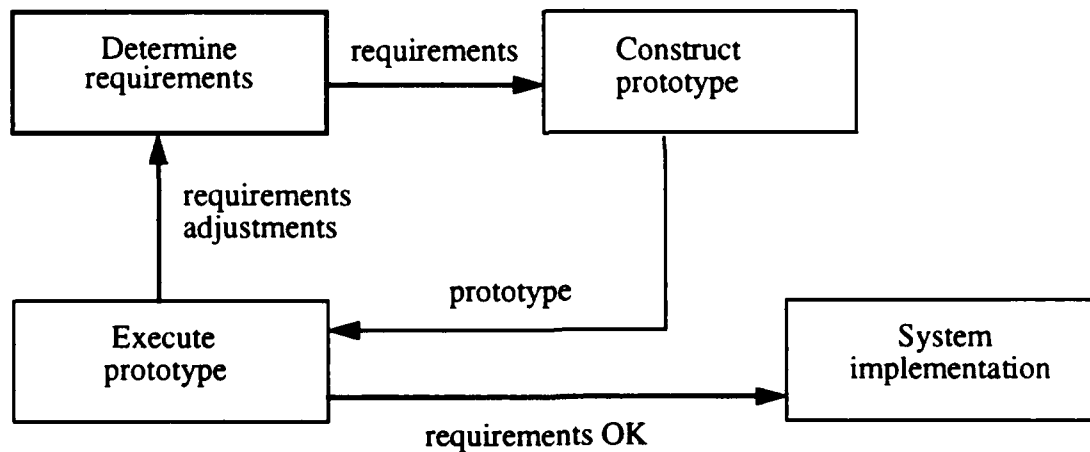 Determine
requirements
requirements
Construct
prototype
requirements
adjustments
prototype
Execute
prototype
System
implementation
requirements OK